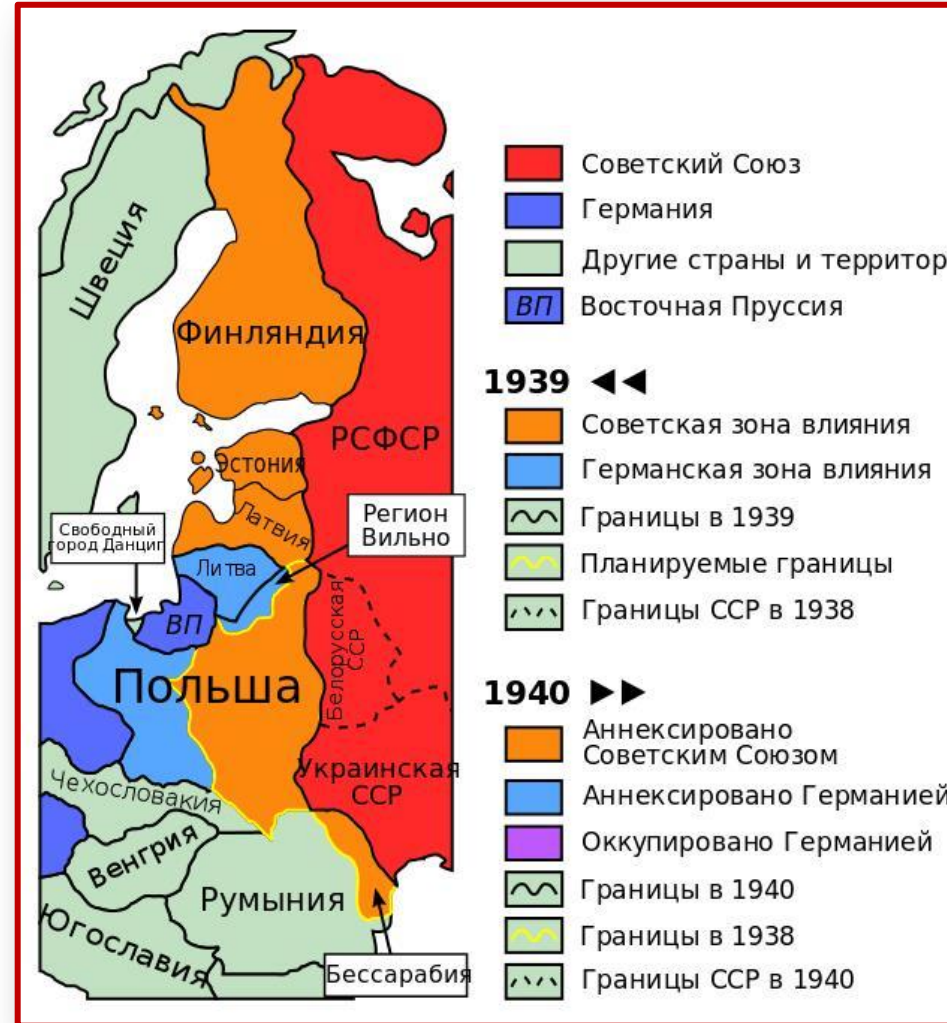 Швеция
Финляндия
РСФСР
Эстония
Латвия
Регион
Вильно
Свободный
город Данциг
Литва
ВП
Польша
Белорусская
ССР
Украинская
ССР
Чехословакия
Венгрия
Румыния
Югославия
Бессарабия
Советский Союз
Германия
Другие страны и территор
ВП Восточная Пруссия
1939 ◄◄
Советская зона влияния
Германская зона влияния
Границы в 1939
Планируемые границы
Границы ССР в 1938
1940 ►►
Аннексировано
Советским Союзом
Аннексировано Германией
Оккупировано Германией
Границы в 1940
Границы в 1938
Границы ССР в 1940